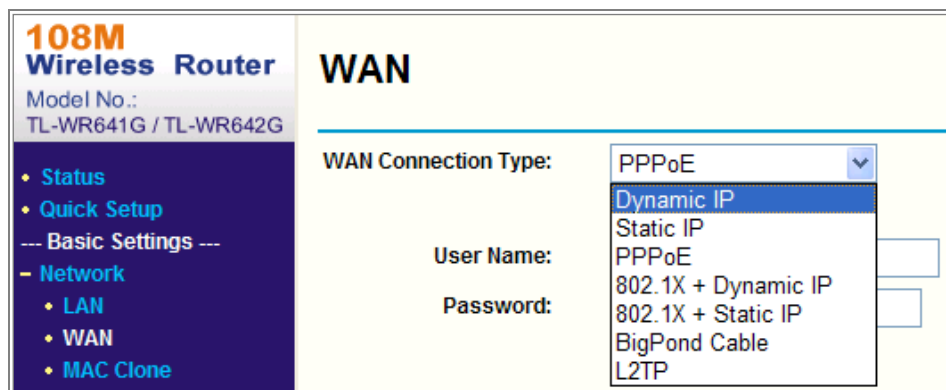 108M
Wireless Router
Model No.:
TL-WR641G / TL-WR642G
• Status
• Quick Setup
--- Basic Settings ---
– Network
• LAN
• WAN
• MAC Clone
WAN
WAN Connection Type:
PPPoE
Dynamic IP
Static IP
PPPoE
802.1X + Dynamic IP
802.1X + Static IP
BigPond Cable
L2TP
User Name:
Password: